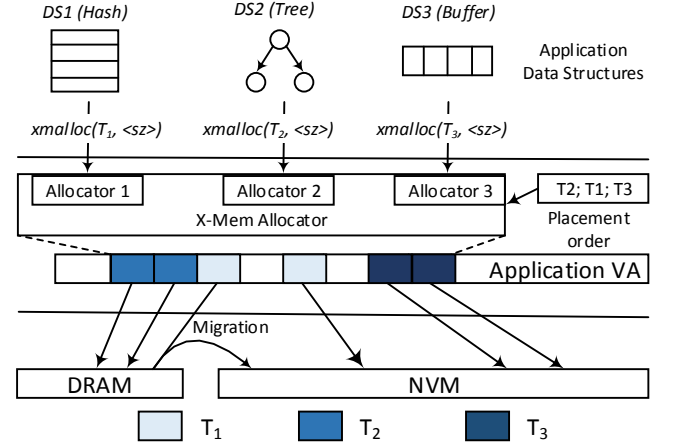 DS1 (Hash)
DS2 (Tree)
DS3 (Buffer)
Application
Data Structures
xmalloc(T1, <sz>)
xmalloc(T2, <sz>)
xmalloc(T3, <sz>)
Allocator 1
Allocator 2
Allocator 3
T2; T1; T3
X-Mem Allocator
Placement
order
Application VA
Migration
DRAM
NVM
T1
T2
T3